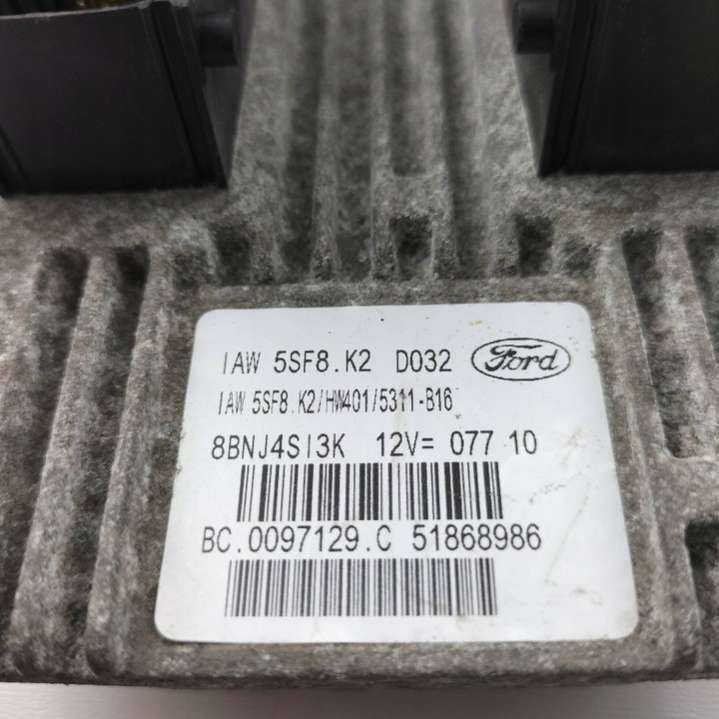 IAW 5SF8.K2 D032 Ford
IAW 5SF8.K2/HW401/5311-B16
8BNJ4SI3K 12V= 077 10
BC.0097129.C 51868986